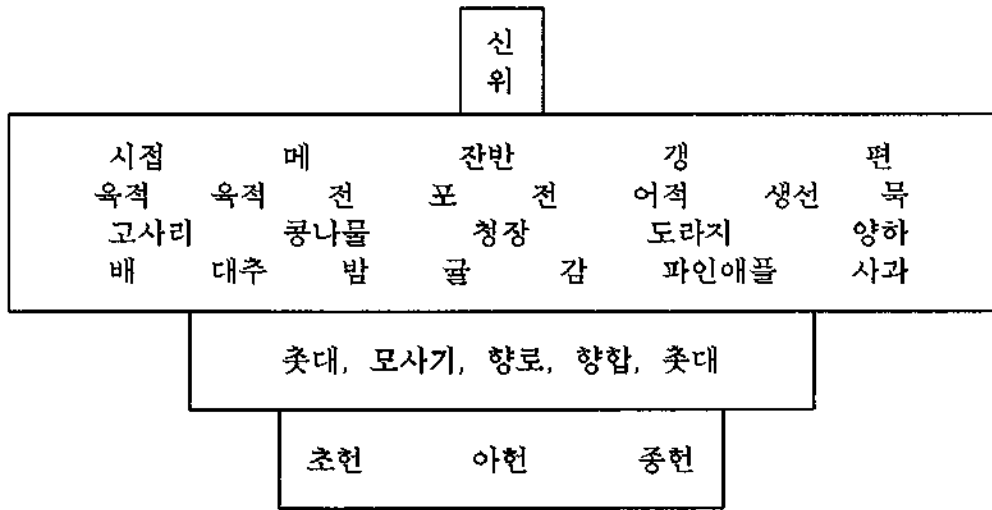 신
위
시접 메 잔반 갱 편
육적 육적 전 포 전 어적 생선 묵
고사리 콩나물 청장 도라지 양하
배 대추 밤 귤 감 파인애플 사과
촛대, 모사기, 향로, 향합, 촛대
초헌 아헌 종헌